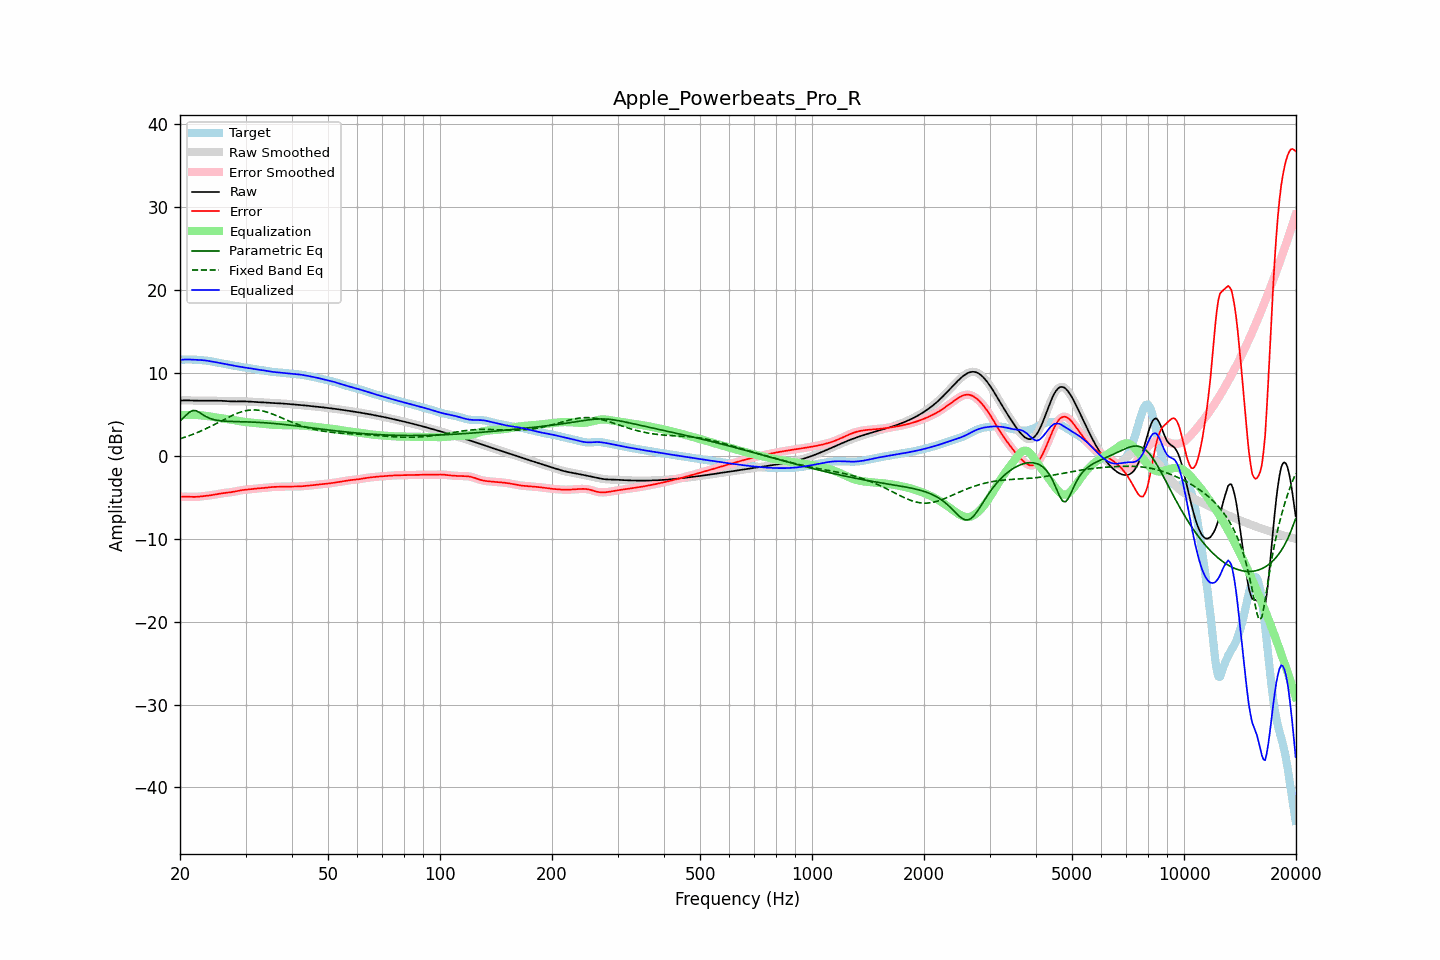 Apple_Powerbeats_Pro_R
Target
Raw Smoothed
Error Smoothed
Raw
Error
Equalization
Parametric Eq
Fixed Band Eq
Equalized
40
30
20
10
0
−10
−20
−30
−40
Amplitude (dBr)
20
50
100
200
500
1000
2000
5000
10000
20000
Frequency (Hz)